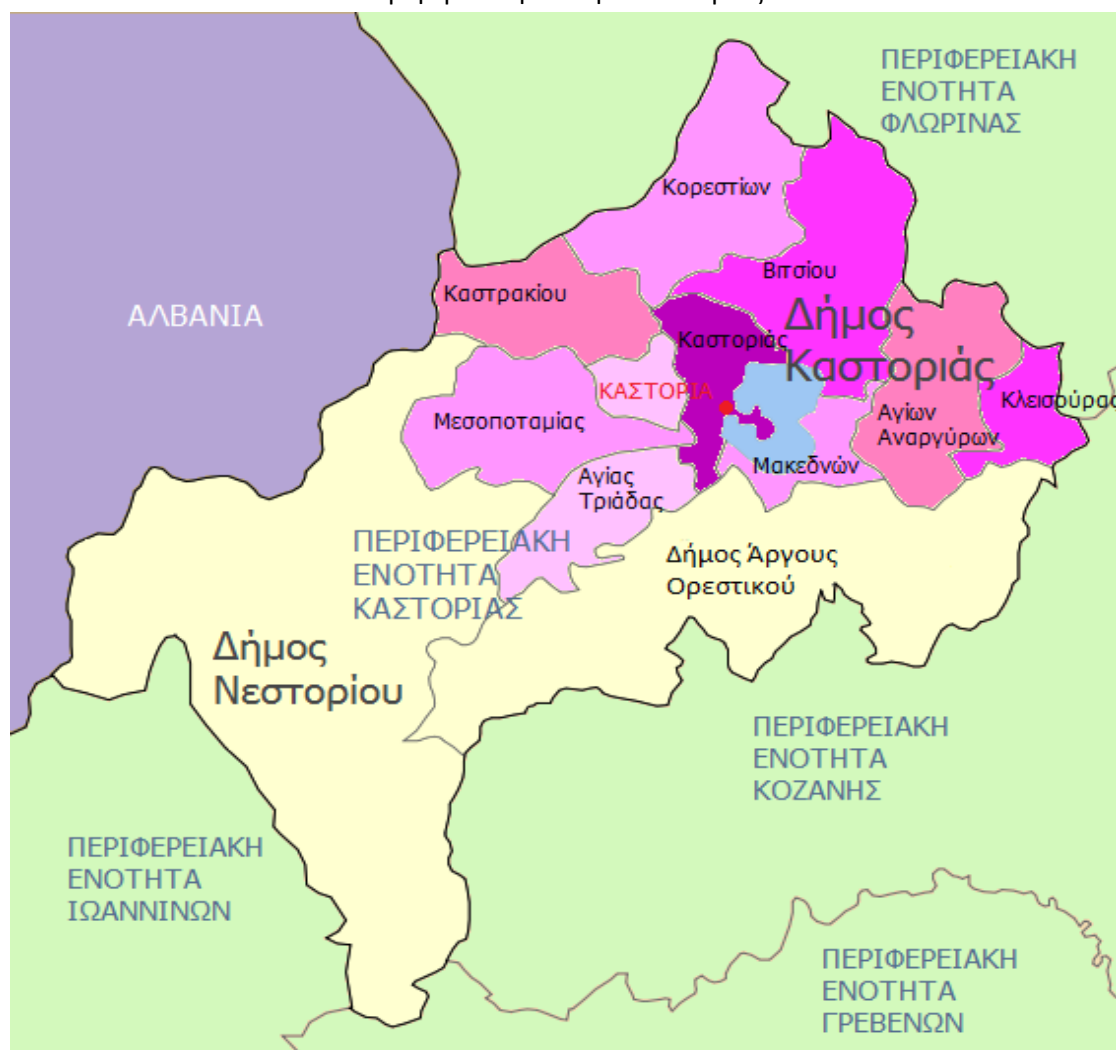 ΠΕΡΙΦΕΡΕΙΑΚΗ
ΕΝΟΤΗΤΑ
ΦΛΩΡΙΝΑΣ
Κορεστίων
Βιτσίου
Καστρακίου
ΑΛΒΑΝΙΑ
Δήμος
Καστοριάς
Καστοριάς
ΚΑΣΤΟΡΙΑ
Κλεισούρας
Μεσοποταμίας
Αγίων
Αναργύρων
Μακεδνών
Αγίας
Τριάδας
ΠΕΡΙΦΕΡΕΙΑΚΗ
ΕΝΟΤΗΤΑ
ΚΑΣΤΟΡΙΑΣ
Δήμος Άργους
Ορεστικού
Δήμος
Νεστορίου
ΠΕΡΙΦΕΡΕΙΑΚΗ
ΕΝΟΤΗΤΑ
ΚΟΖΑΝΗΣ
ΠΕΡΙΦΕΡΕΙΑΚΗ
ΕΝΟΤΗΤΑ
ΙΩΑΝΝΙΝΩΝ
ΠΕΡΙΦΕΡΕΙΑΚΗ
ΕΝΟΤΗΤΑ
ΓΡΕΒΕΝΩΝ